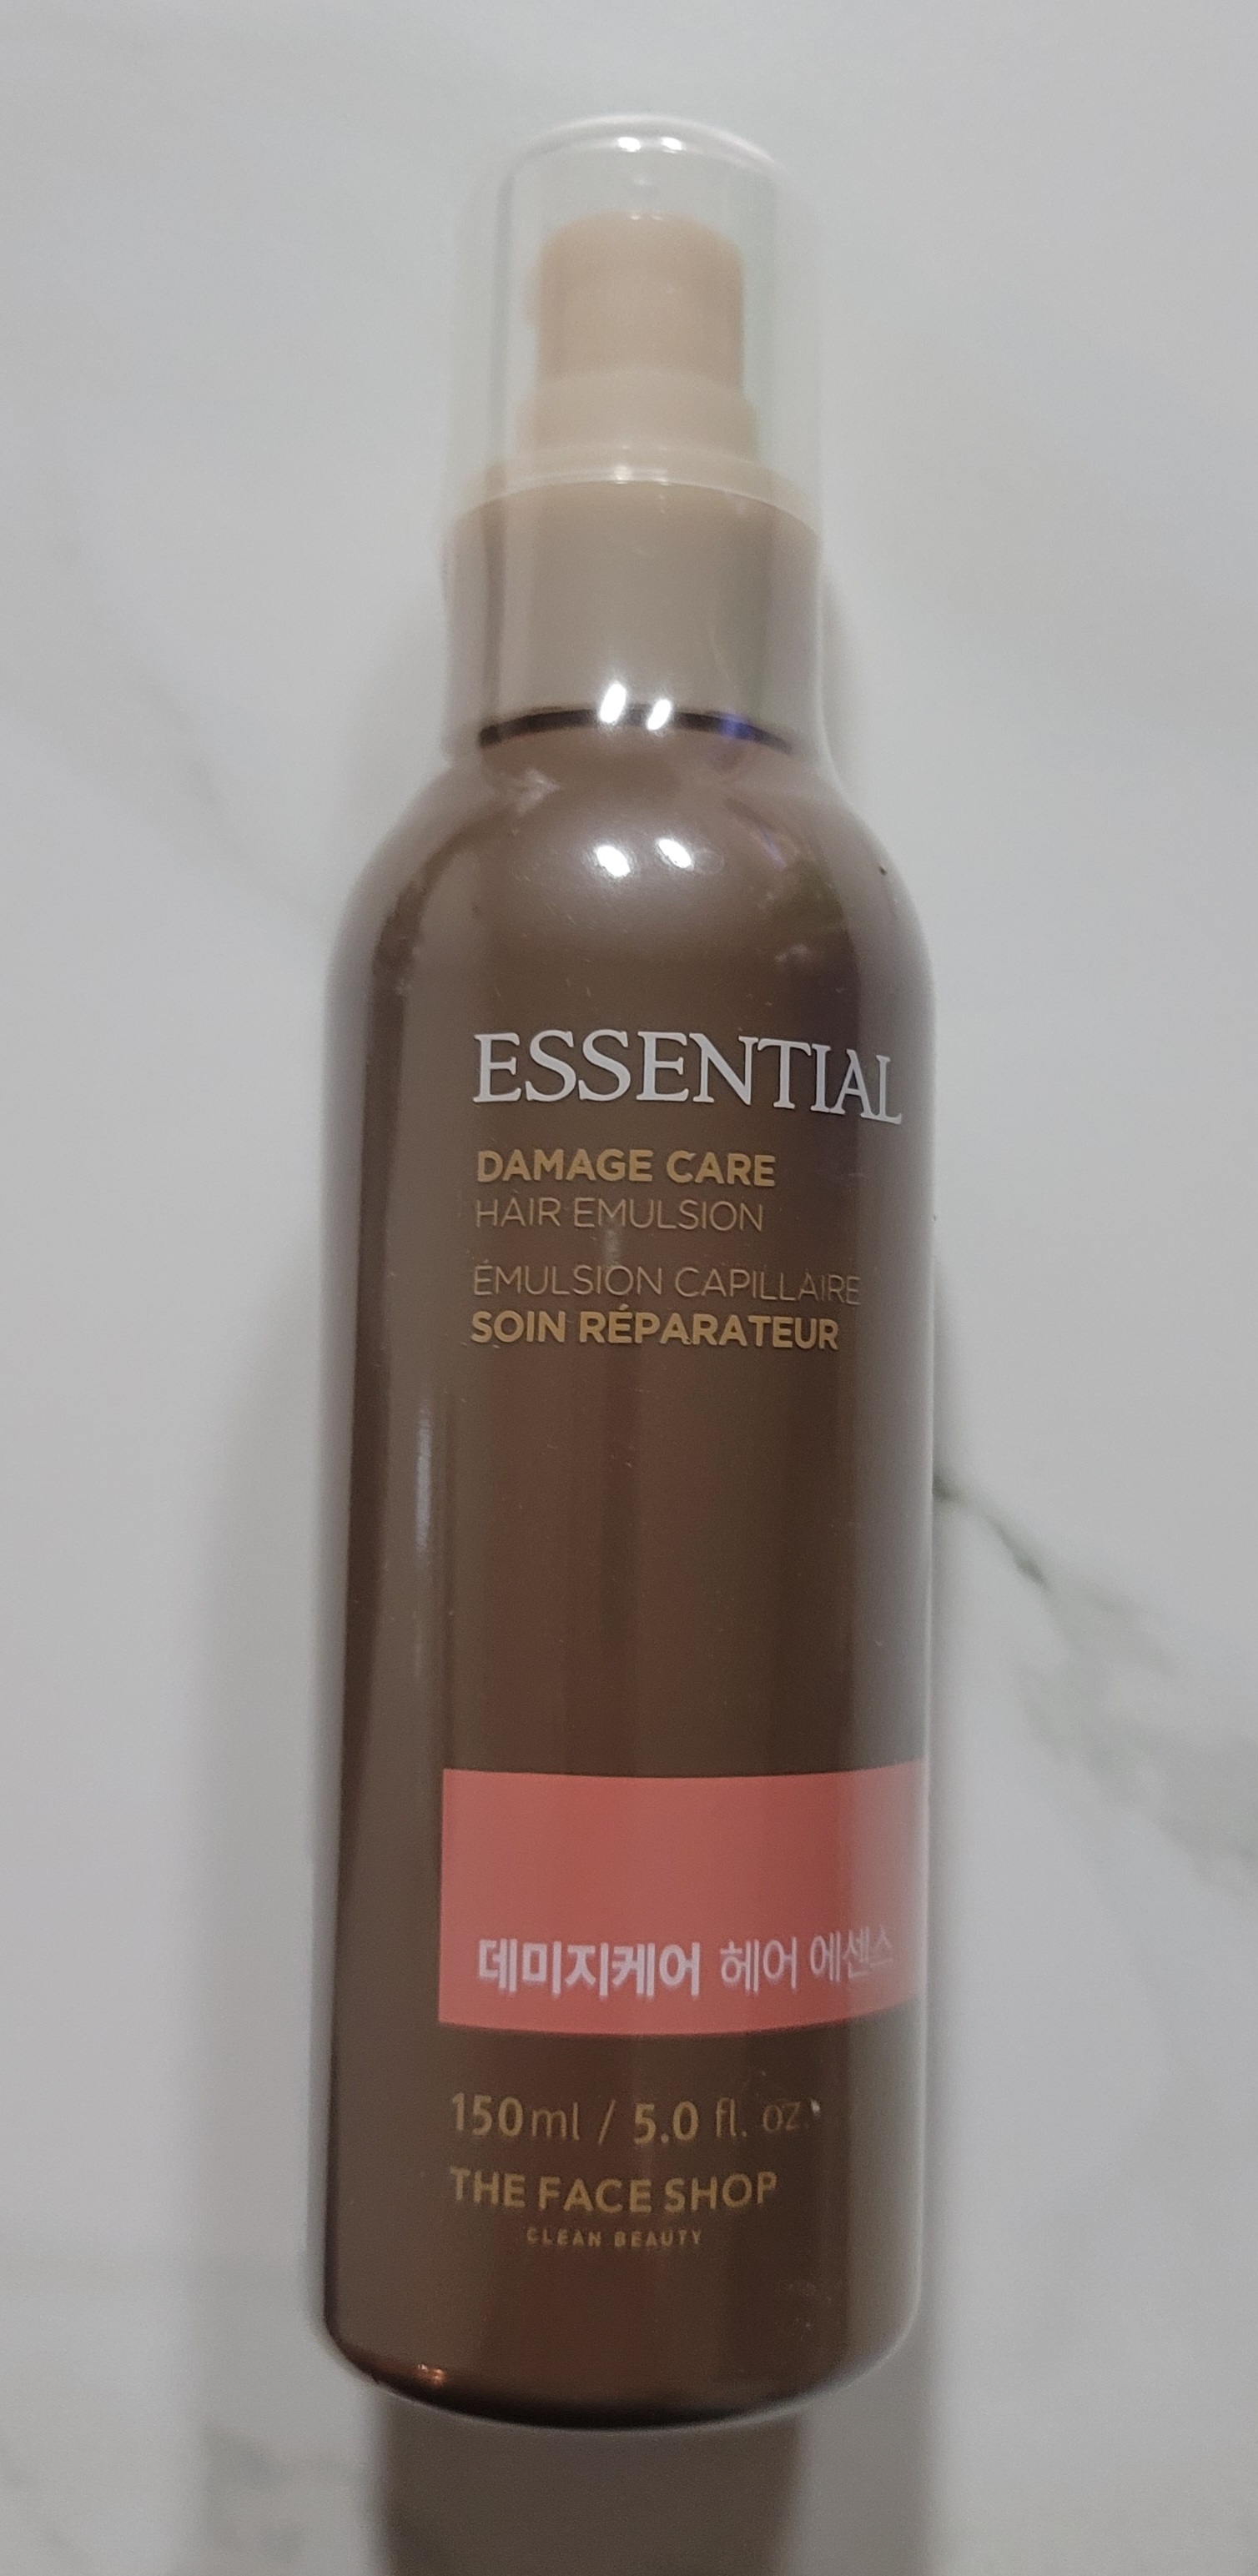 ESSENTIAL
DAMAGE CARE
HAIR EMULSION
ÉMULSION CAPILLAIRE
SOIN RÉPARATEUR
데미지케어 헤어 에센스
150ml / 5.0 fl. oz.
THE FACE SHOP
CLEAN BEAUTY